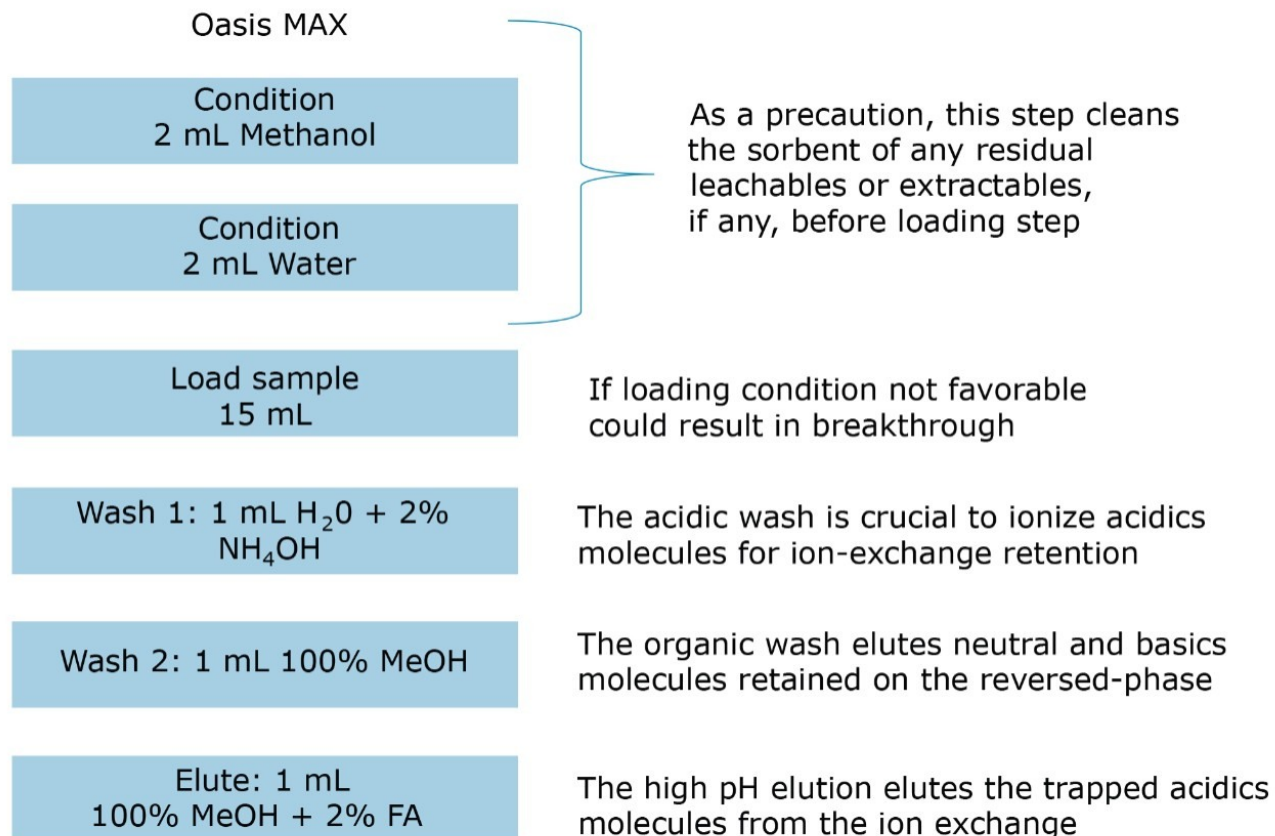 Oasis MAX
Condition
2 mL Methanol
As a precaution, this step cleans
the sorbent of any residual
leachables or extractables,
if any, before loading step
Condition
2 mL Water
Load sample
15 mL
If loading condition not favorable
could result in breakthrough
Wash 1: 1 mL H₂0 + 2%
NH₄OH
The acidic wash is crucial to ionize acidics
molecules for ion-exchange retention
Wash 2: 1 mL 100% MeOH
The organic wash elutes neutral and basics
molecules retained on the reversed-phase
Elute: 1 mL
100% MeOH + 2% FA
The high pH elution elutes the trapped acidics
molecules from the ion exchange